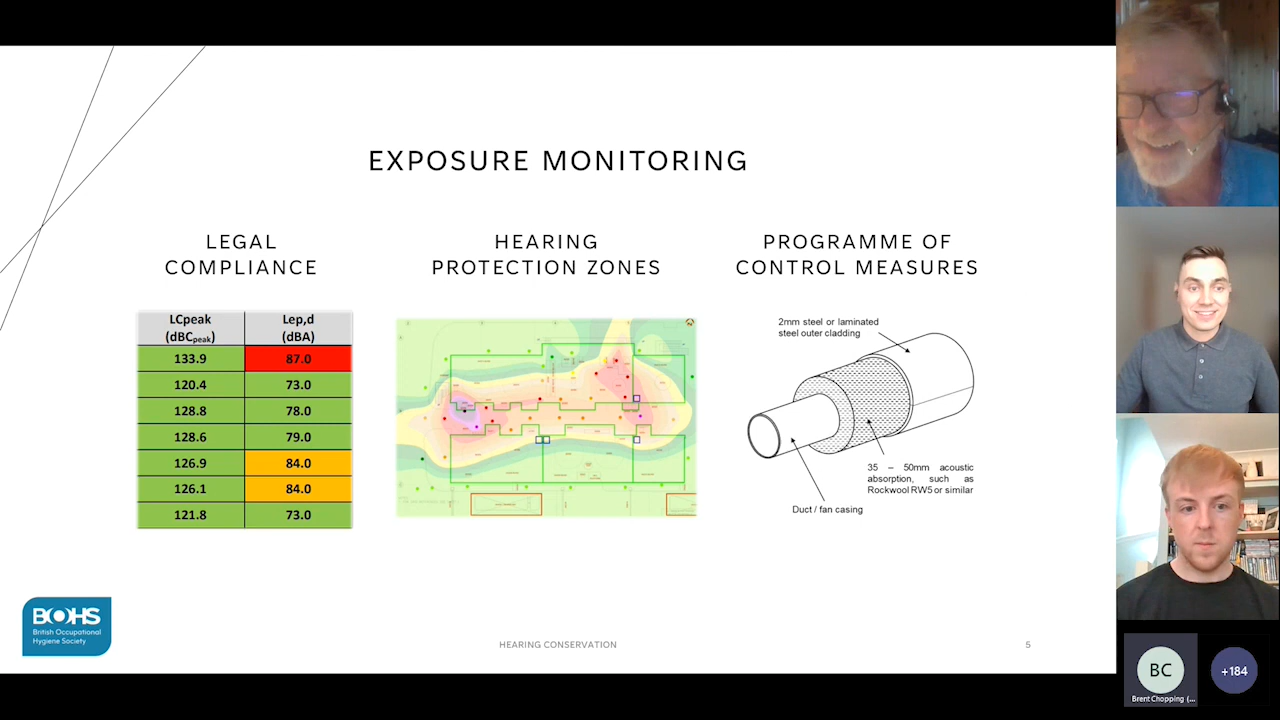 EXPOSURE MONITORING
LEGAL
COMPLIANCE
LCpeak
(dBCpeak)
Lep,d
(dBA)
133.9 87.0
120.4 73.0
128.8 78.0
128.6 79.0
126.9 84.0
126.1 84.0
121.8 73.0
HEARING
PROTECTION ZONES
PROGRAMME OF
CONTROL MEASURES
2mm steel or laminated
steel outer cladding
35 – 50mm acoustic
absorption, such as
Rockwool RW5 or similar
Duct / fan casing
BOHS
British Occupational
Hygiene Society
HEARING CONSERVATION
5
BC
Brent Chopping (...
+184